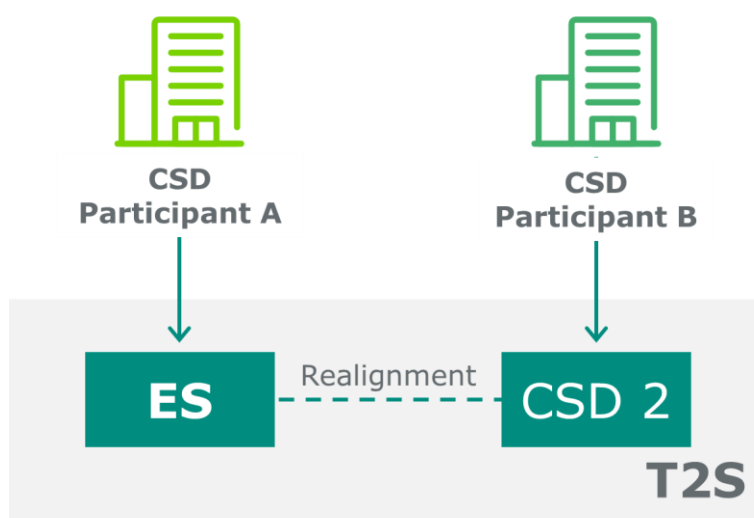 CSD
Participant A
CSD
Participant B
ES
Realignment
CSD 2
T2S